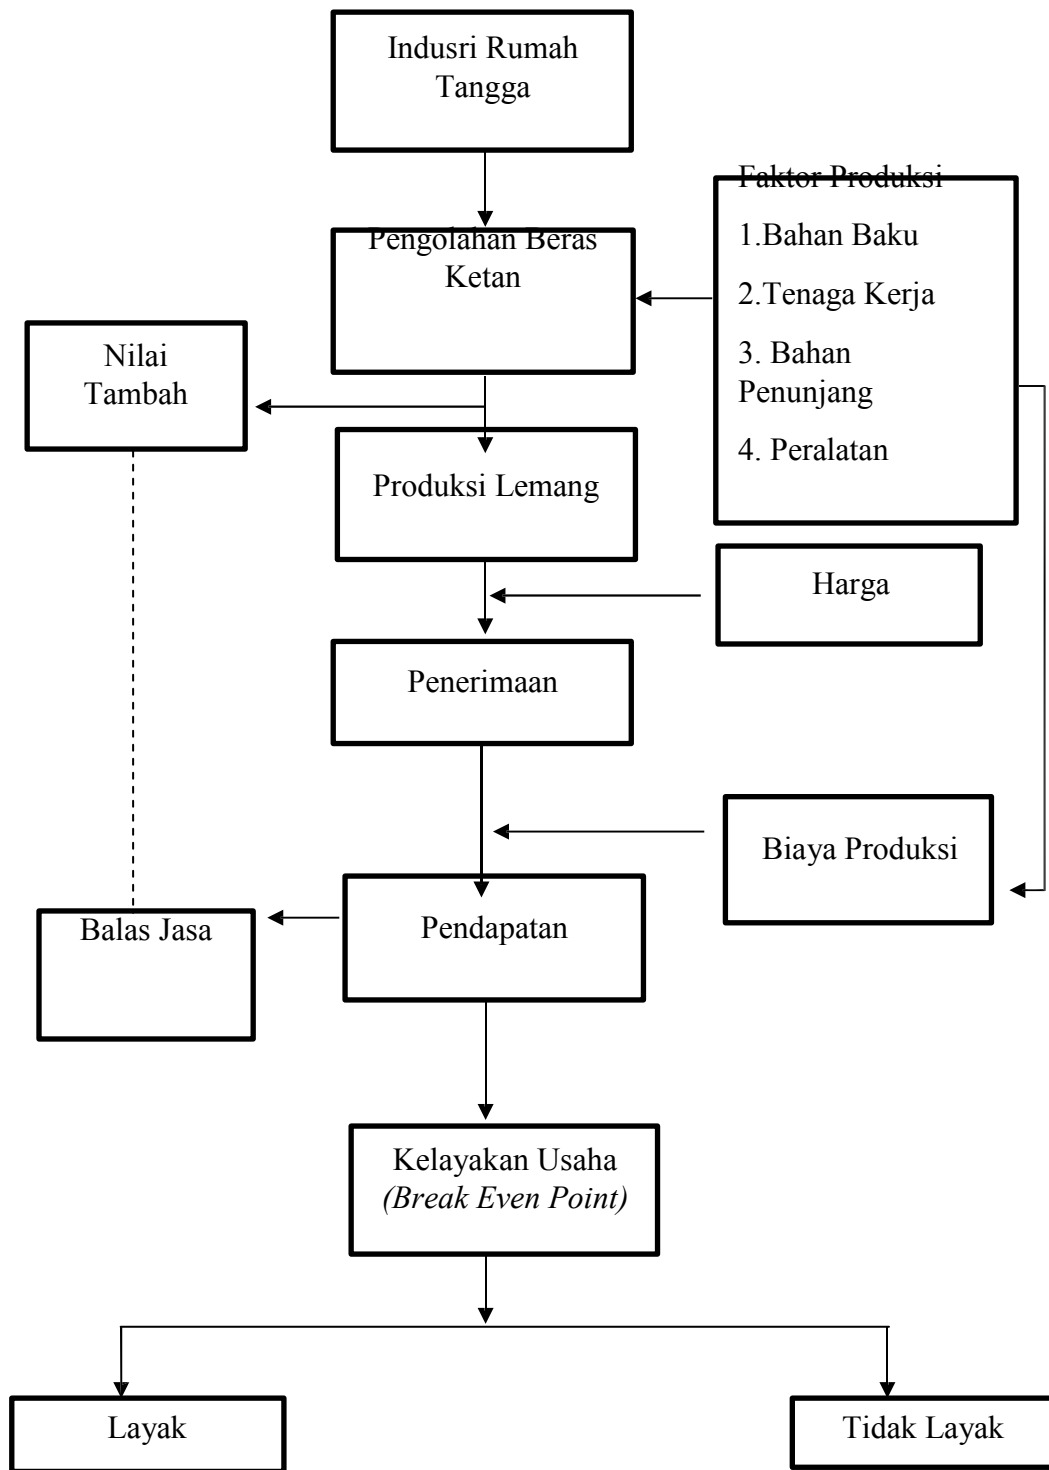 Indusri Rumah
Tangga
Faktor Produksi
1.Bahan Baku
2.Tenaga Kerja
3. Bahan
Penunjang
4. Peralatan
Pengolahan Beras
Ketan
Nilai
Tambah
Produksi Lemang
Harga
Penerimaan
Biaya Produksi
Balas Jasa
Pendapatan
Kelayakan Usaha
(Break Even Point)
Layak
Tidak Layak